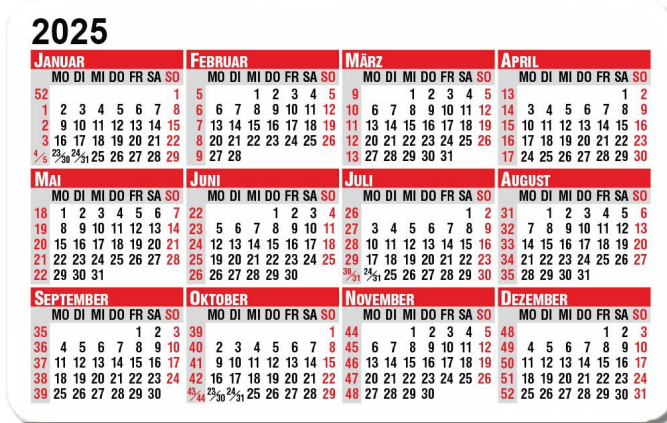 2025
JANUAR
MO DI MI DO FR SA SO
52 1
1 2 3 4 5 6 7 8
2 9 10 11 12 13 14 15
3 16 17 18 19 20 21 22
4/5 23/30 24/31 25 26 27 28 29
FEBRUAR
MO DI MI DO FR SA SO
5 1 2 3 4 5
6 6 7 8 9 10 11 12
7 13 14 15 16 17 18 19
8 20 21 22 23 24 25 26
9 27 28
MÄRZ
MO DI MI DO FR SA SO
9 1 2 3 4 5
10 6 7 8 9 10 11 12
11 13 14 15 16 17 18 19
12 20 21 22 23 24 25 26
13 27 28 29 30 31
APRIL
MO DI MI DO FR SA SO
13 1 2
14 3 4 5 6 7 8 9
15 10 11 12 13 14 15 16
16 17 18 19 20 21 22 23
17 24 25 26 27 28 29 30
MAI
MO DI MI DO FR SA SO
18 1 2 3 4 5 6 7
19 8 9 10 11 12 13 14
20 15 16 17 18 19 20 21
21 22 23 24 25 26 27 28
22 29 30 31
JUNI
MO DI MI DO FR SA SO
22 1 2 3 4
23 5 6 7 8 9 10 11
24 12 13 14 15 16 17 18
25 19 20 21 22 23 24 25
26 26 27 28 29 30
JULI
MO DI MI DO FR SA SO
26 1 2
27 3 4 5 6 7 8 9
28 10 11 12 13 14 15 16
29 17 18 19 20 21 22 23
30/31 24/31 25 26 27 28 29 30
AUGUST
MO DI MI DO FR SA SO
31 1 2 3 4 5 6
32 7 8 9 10 11 12 13
33 14 15 16 17 18 19 20
34 21 22 23 24 25 26 27
35 28 29 30 31
SEPTEMBER
MO DI MI DO FR SA SO
35 1 2 3
36 4 5 6 7 8 9 10
37 11 12 13 14 15 16 17
38 18 19 20 21 22 23 24
39 25 26 27 28 29 30
OKTOBER
MO DI MI DO FR SA SO
39 1
40 2 3 4 5 6 7 8
41 9 10 11 12 13 14 15
42 16 17 18 19 20 21 22
43/44 23/30 24/31 25 26 27 28 29
NOVEMBER
MO DI MI DO FR SA SO
44 1 2 3 4 5
45 6 7 8 9 10 11 12
46 13 14 15 16 17 18 19
47 20 21 22 23 24 25 26
48 27 28 29 30
DEZEMBER
MO DI MI DO FR SA SO
48 1 2 3
49 4 5 6 7 8 9 10
50 11 12 13 14 15 16 17
51 18 19 20 21 22 23 24
52 25 26 27 28 29 30 31